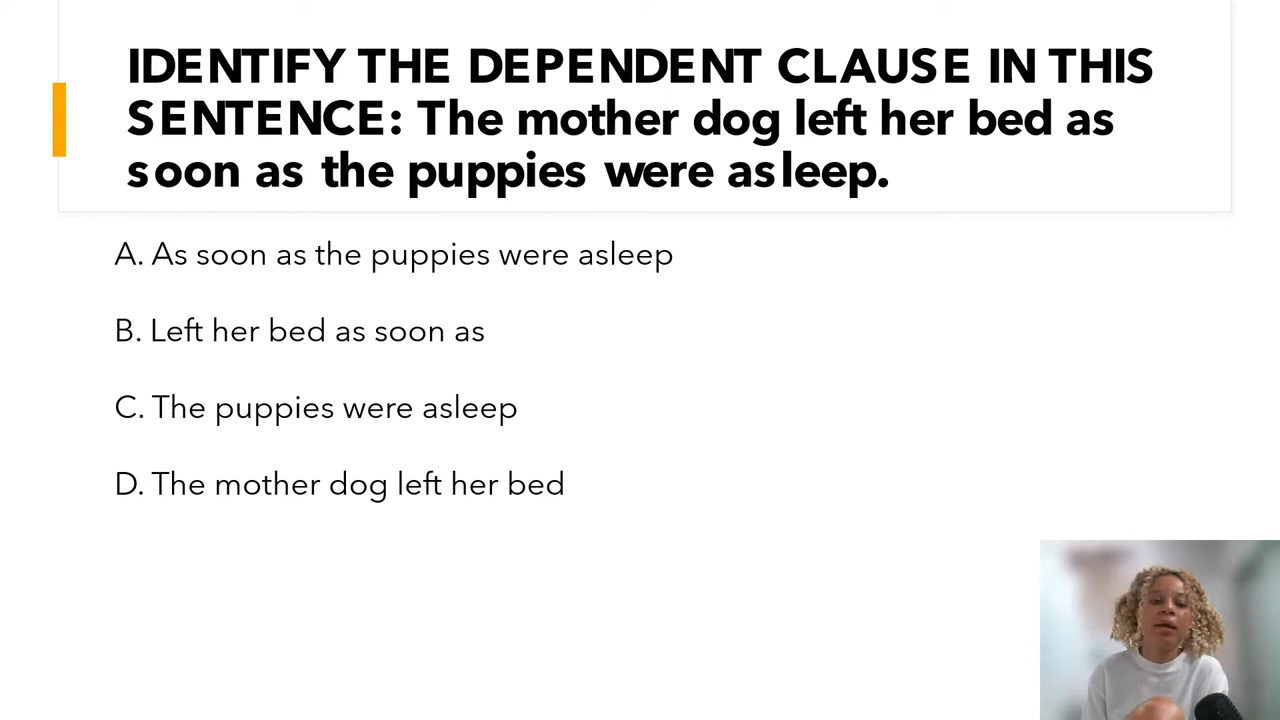 IDENTIFY THE DEPENDENT CLAUSE IN THIS
SENTENCE: The mother dog left her bed as
soon as the puppies were asleep.
A. As soon as the puppies were asleep
B. Left her bed as soon as
C. The puppies were asleep
D. The mother dog left her bed